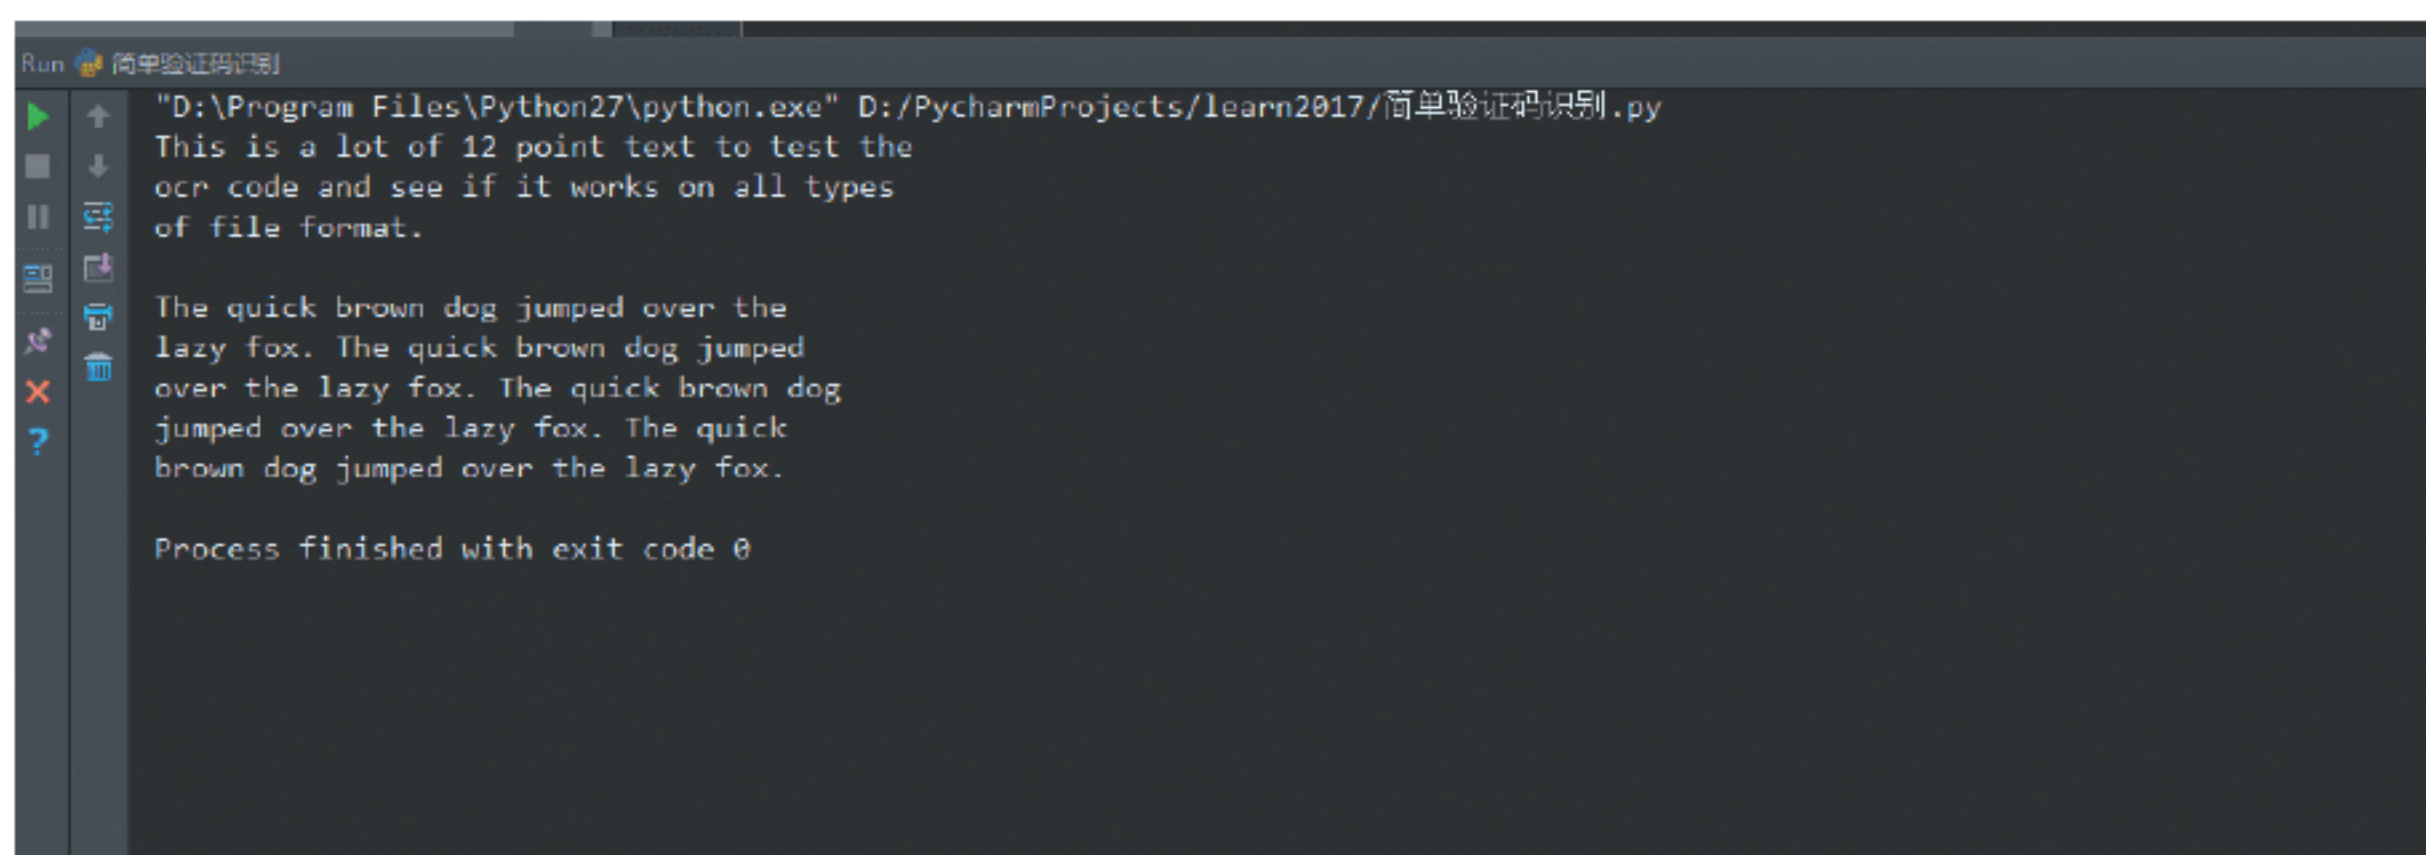 Run 简单验证码识别
"D:\Program Files\Python27\python.exe" D:/PycharmProjects/learn2017/简单验证码识别.py
This is a lot of 12 point text to test the
ocr code and see if it works on all types
of file format.
The quick brown dog jumped over the
lazy fox. The quick brown dog jumped
over the lazy fox. The quick brown dog
jumped over the lazy fox. The quick
brown dog jumped over the lazy fox.
Process finished with exit code 0